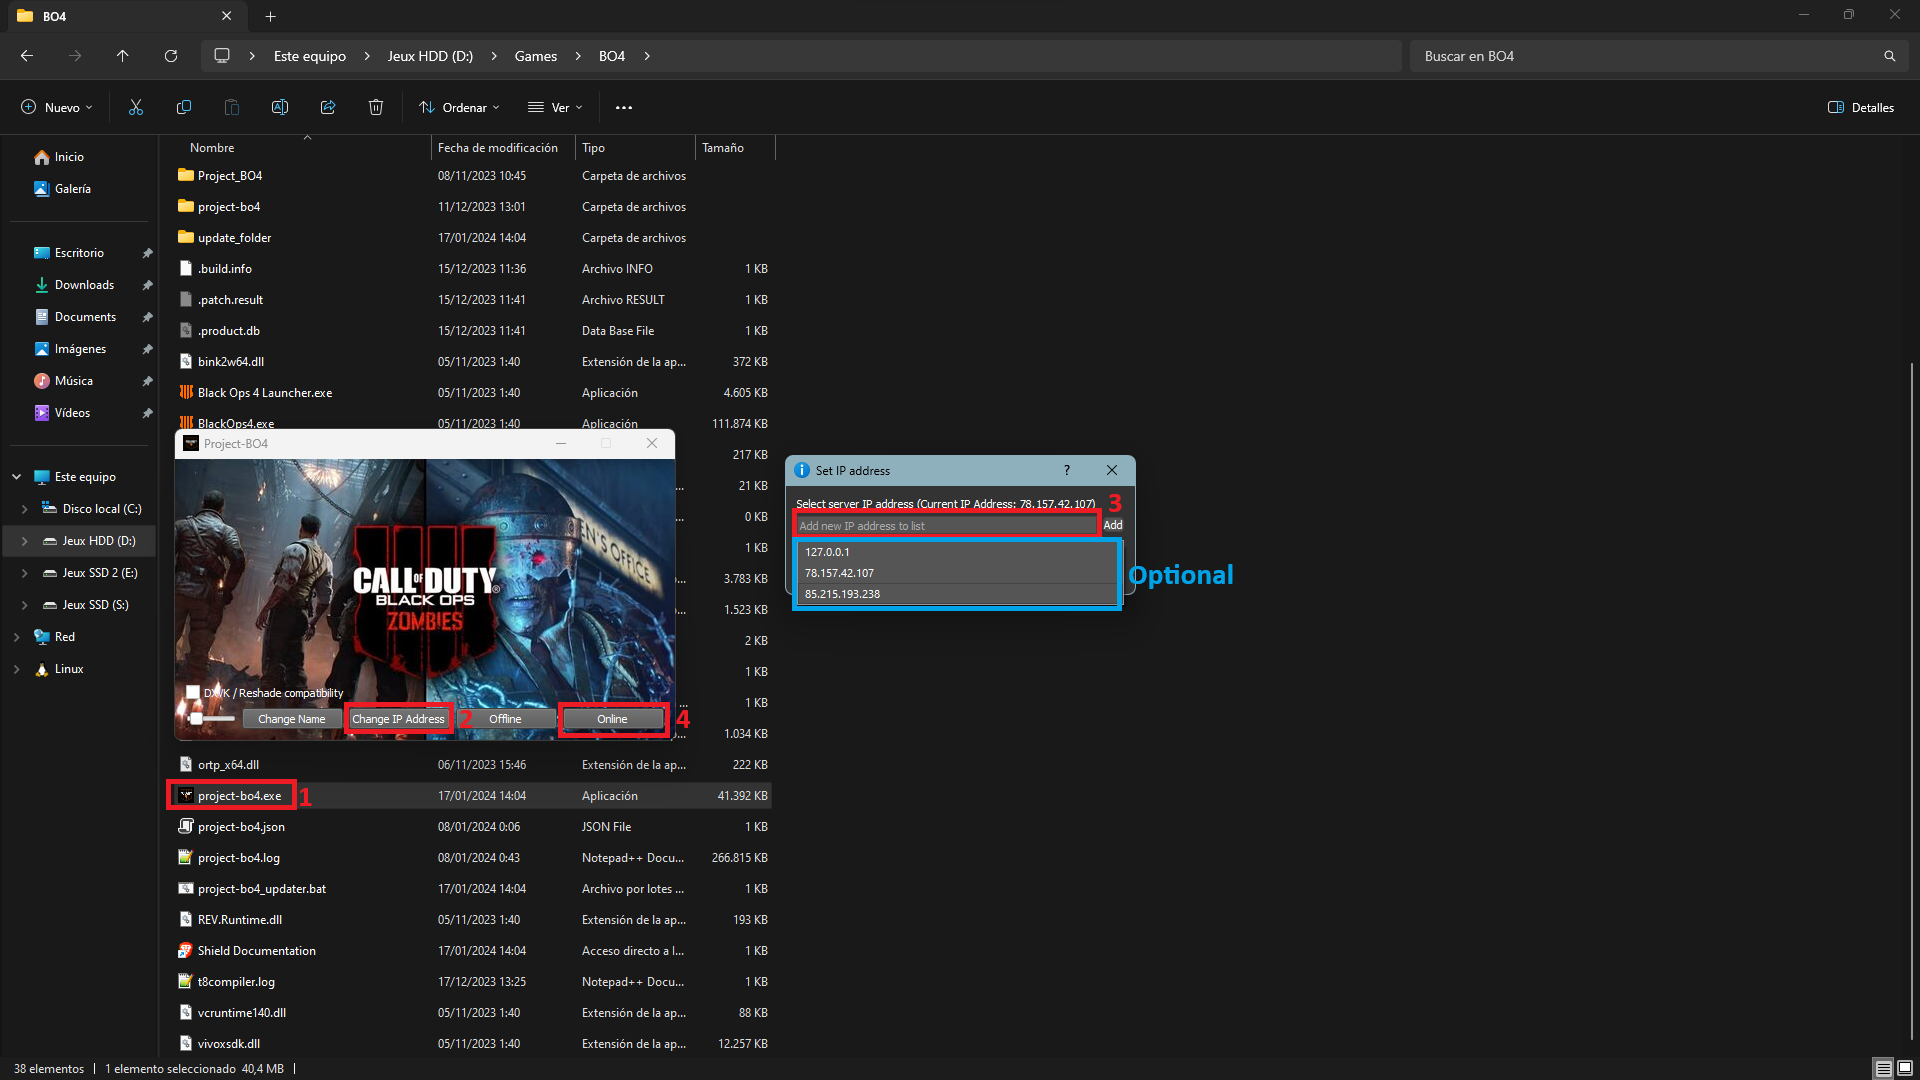 BO4
Este equipo
Jeux HDD (D:)
Games
BO4
Buscar en BO4
Nuevo
Ordenar
Ver
Detalles
Inicio
Galería
Escritorio
Downloads
Documents
Imágenes
Música
Vídeos
Este equipo
Disco local (C:)
Jeux HDD (D:)
Jeux SSD 2 (E:)
Jeux SSD (S:)
Red
Linux
Nombre Fecha de modificación Tipo Tamaño
Project_BO4 08/11/2023 10:45 Carpeta de archivos
project-bo4 11/12/2023 13:01 Carpeta de archivos
update_folder 17/01/2024 14:04 Carpeta de archivos
.build.info 15/12/2023 11:36 Archivo INFO 1 KB
.patch.result 15/12/2023 11:41 Archivo RESULT 1 KB
.product.db 15/12/2023 11:41 Data Base File 1 KB
bink2w64.dll 05/11/2023 1:40 Extensión de la ap... 372 KB
Black Ops 4 Launcher.exe 05/11/2023 1:40 Aplicación 4.605 KB
BlackOps4.exe 05/11/2023 1:40 Aplicación 111.874 KB
217 KB
21 KB
0 KB
1 KB
3.783 KB
1.523 KB
2 KB
1 KB
1 KB
1.034 KB
Project-BO4
EN'S OFFICE
CALL OF DUTY®
BLACK OPS
ZOMBIES
DXVK / Reshade compatibility
Change Name
Change IP Address
2
Offline
Online
4
ortp_x64.dll 06/11/2023 15:46 Extensión de la ap... 222 KB
project-bo4.exe 1 17/01/2024 14:04 Aplicación 41.392 KB
project-bo4.json 08/01/2024 0:06 JSON File 1 KB
project-bo4.log 08/01/2024 0:43 Notepad++ Docu... 266.815 KB
project-bo4_updater.bat 17/01/2024 14:04 Archivo por lotes ... 1 KB
REV.Runtime.dll 05/11/2023 1:40 Extensión de la ap... 193 KB
Shield Documentation 17/01/2024 14:04 Acceso directo a l... 1 KB
t8compiler.log 17/12/2023 13:25 Notepad++ Docu... 1 KB
vcruntime140.dll 05/11/2023 1:40 Extensión de la ap... 88 KB
vivoxsdk.dll 05/11/2023 1:40 Extensión de la ap... 12.257 KB
Set IP address
?
Select server IP address (Current IP Address: 78.157.42.107)
3
Add new IP address to list
Add
127.0.0.1
78.157.42.107
85.215.193.238
Optional
38 elementos
1 elemento seleccionado 40,4 MB